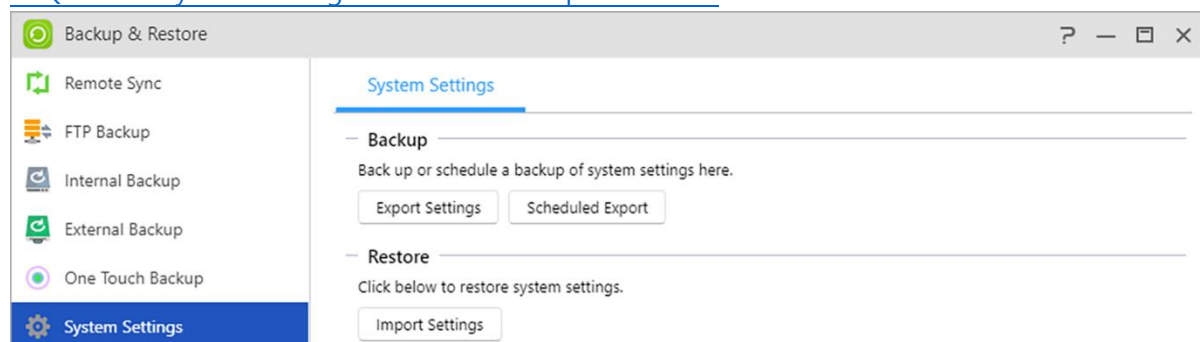 Backup & Restore
Remote Sync
System Settings
FTP Backup
Backup
Back up or schedule a backup of system settings here.
Internal Backup
Export Settings
Scheduled Export
External Backup
Restore
One Touch Backup
Click below to restore system settings.
System Settings
Import Settings